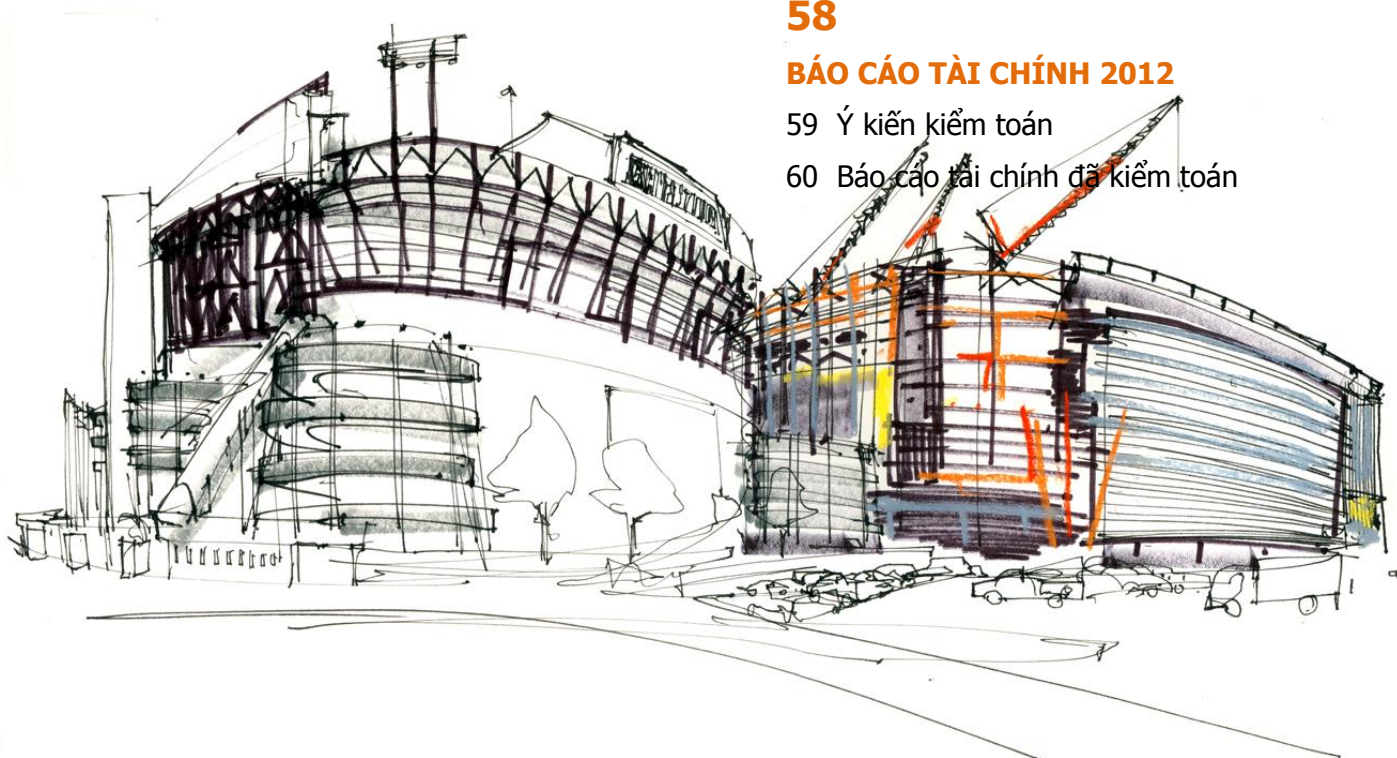 58
BÁO CÁO TÀI CHÍNH 2012
59 Ý kiến kiểm toán
60 Báo cáo tài chính đã kiểm toán